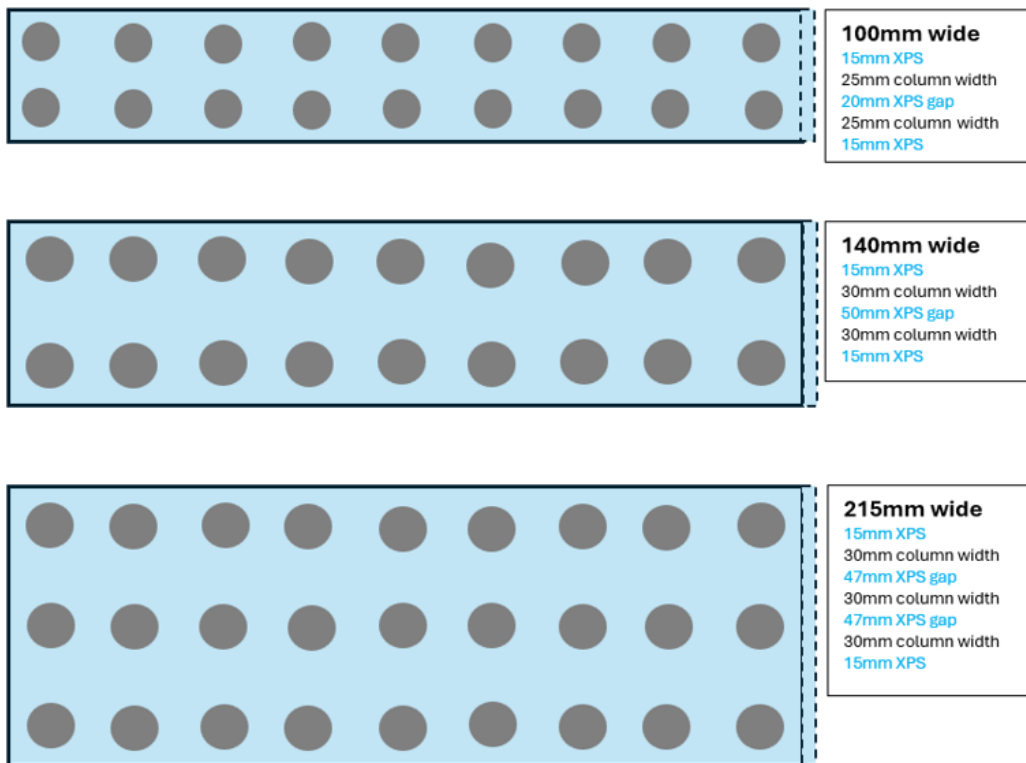 100mm wide
15mm XPS
25mm column width
20mm XPS gap
25mm column width
15mm XPS
140mm wide
15mm XPS
30mm column width
50mm XPS gap
30mm column width
15mm XPS
215mm wide
15mm XPS
30mm column width
47mm XPS gap
30mm column width
47mm XPS gap
30mm column width
15mm XPS